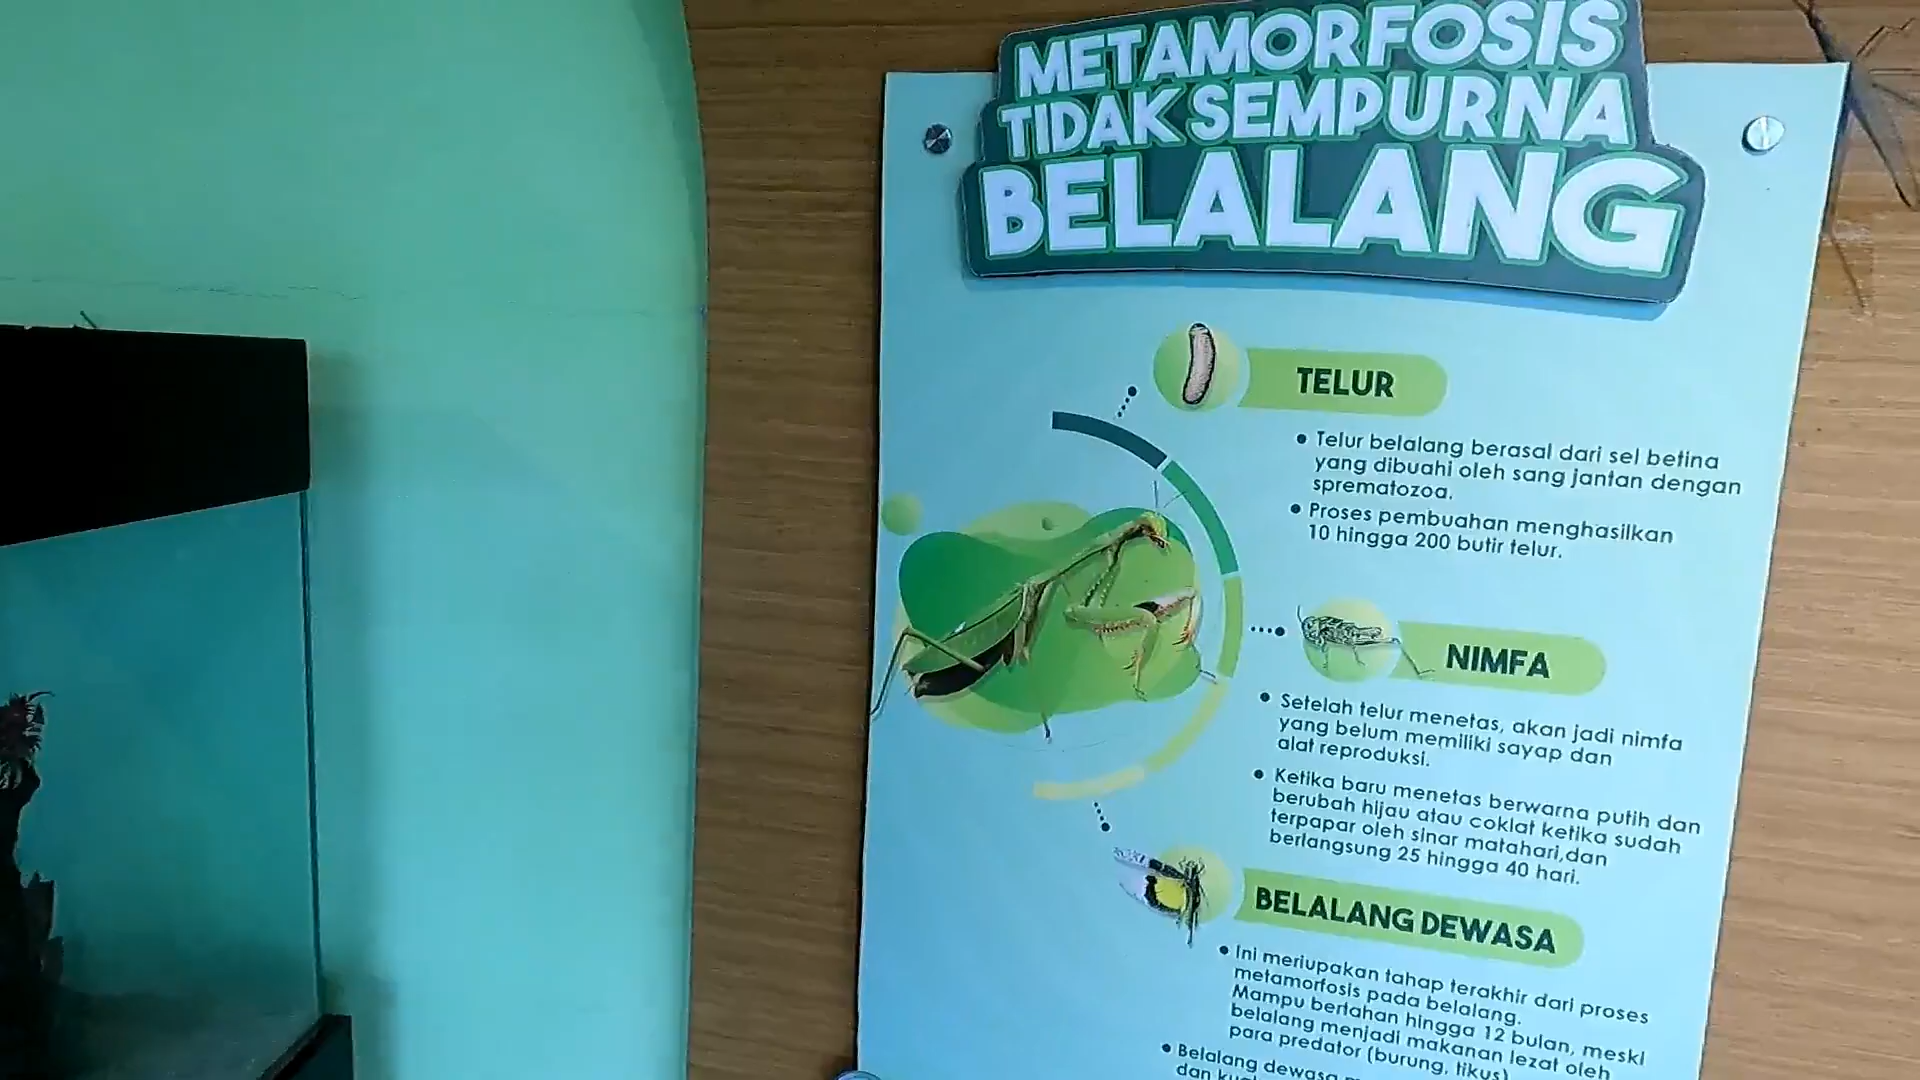 METAMORFOSIS
TIDAK SEMPURNA
BELALANG
TELUR
• Telur belalang berasal dari sel betina
yang dibuahi oleh sang jantan dengan
sprematozoa.
• Proses pembuahan menghasilkan
10 hingga 200 butir telur.
NIMFA
• Setelah telur menetas, akan jadi nimfa
yang belum memiliki sayap dan
alat reproduksi.
• Ketika baru menetas berwarna putih dan
berubah hijau atau coklat ketika sudah
terpapar oleh sinar matahari,dan
berlangsung 25 hingga 40 hari.
BELALANG DEWASA
• Ini meriupakan tahap terakhir dari proses
metamorfosis pada belalang.
Mampu bertahan hingga 12 bulan, meski
belalang menjadi makanan lezat oleh
para predator (burung, tikus)
• Belalang dewasa
dan